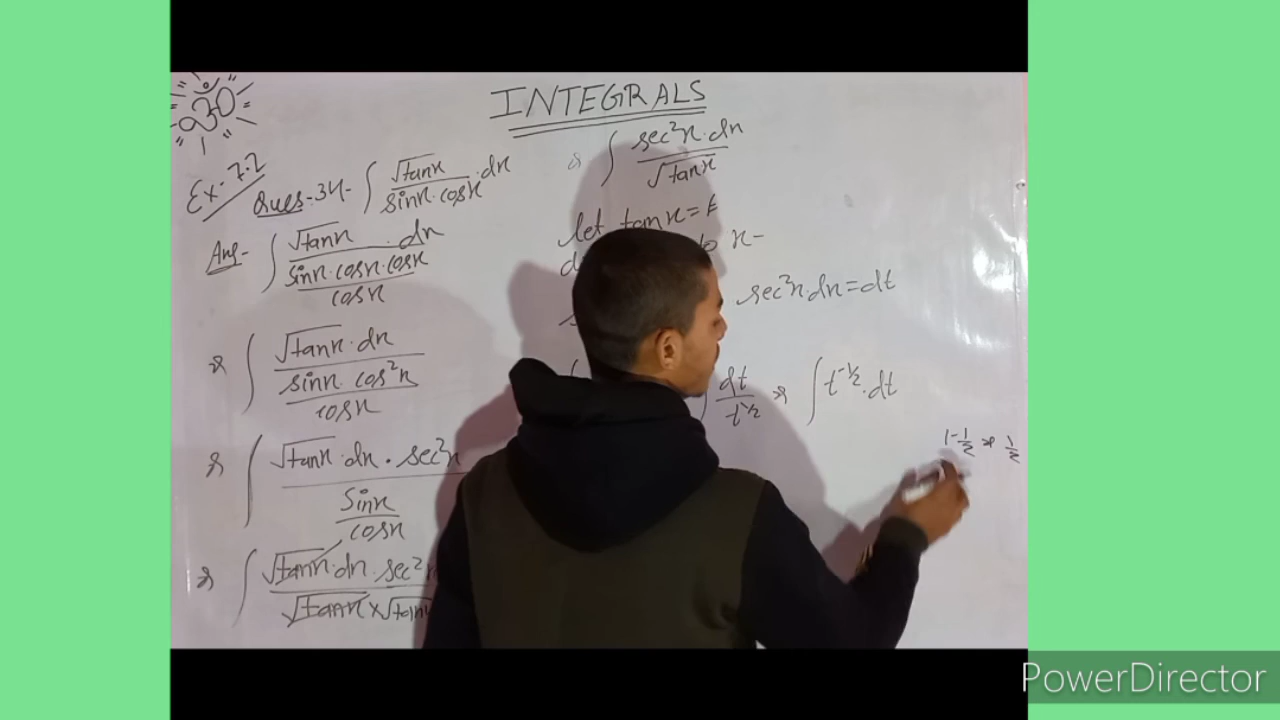 INTEGRALS
Ex-7.2
Ques-34- ∫ √tanx / sinx·cosx · dx
Ans- ∫ √tanx · dx / (sinx·cosx·cosx / cosx)
⇒ ∫ √tanx · dx / (sinx·cos²x / cosx)
⇒ ∫ √tanx · dx · sec²x / (sinx / cosx)
⇒ ∫ √tanx · dx · sec² / √tanx × √tan
⇒ ∫ sec²x · dx / √tanx
let tanx = t
x-
sec²x · dx = dt
∫ dt / t^½ ⇒ ∫ t^-½ · dt
1-½ ⇒ ½
PowerDirector